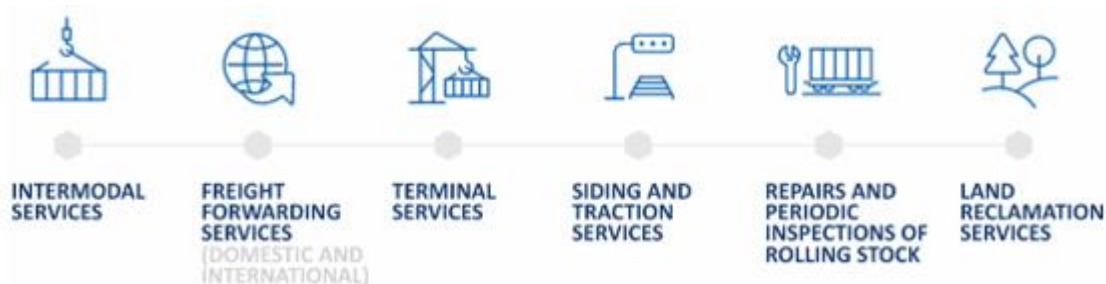 INTERMODAL
SERVICES
FREIGHT
FORWARDING
SERVICES
(DOMESTIC AND
INTERNATIONAL)
TERMINAL
SERVICES
SIDING AND
TRACTION
SERVICES
REPAIRS AND
PERIODIC
INSPECTIONS OF
ROLLING STOCK
LAND
RECLAMATION
SERVICES